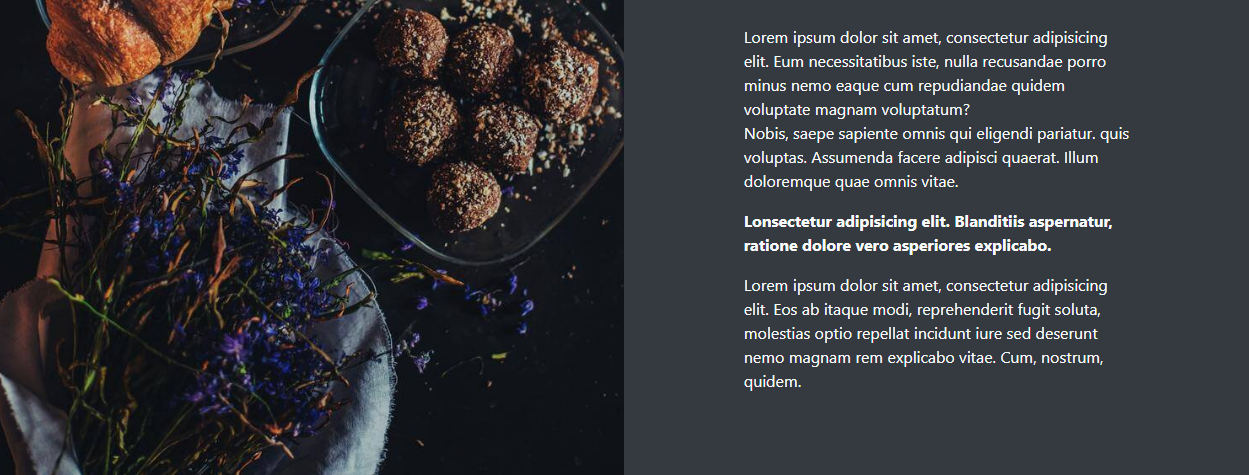 Lorem ipsum dolor sit amet, consectetur adipisicing
elit. Eum necessitatibus iste, nulla recusandae porro
minus nemo eaque cum repudiandae quidem
voluptate magnam voluptatum?
Nobis, saepe sapiente omnis qui eligendi pariatur. quis
voluptas. Assumenda facere adipisci quaerat. Illum
doloremque quae omnis vitae.
Lonsectetur adipisicing elit. Blanditiis aspernatur,
ratione dolore vero asperiores explicabo.
Lorem ipsum dolor sit amet, consectetur adipisicing
elit. Eos ab itaque modi, reprehenderit fugit soluta,
molestias optio repellat incidunt iure sed deserunt
nemo magnam rem explicabo vitae. Cum, nostrum,
quidem.